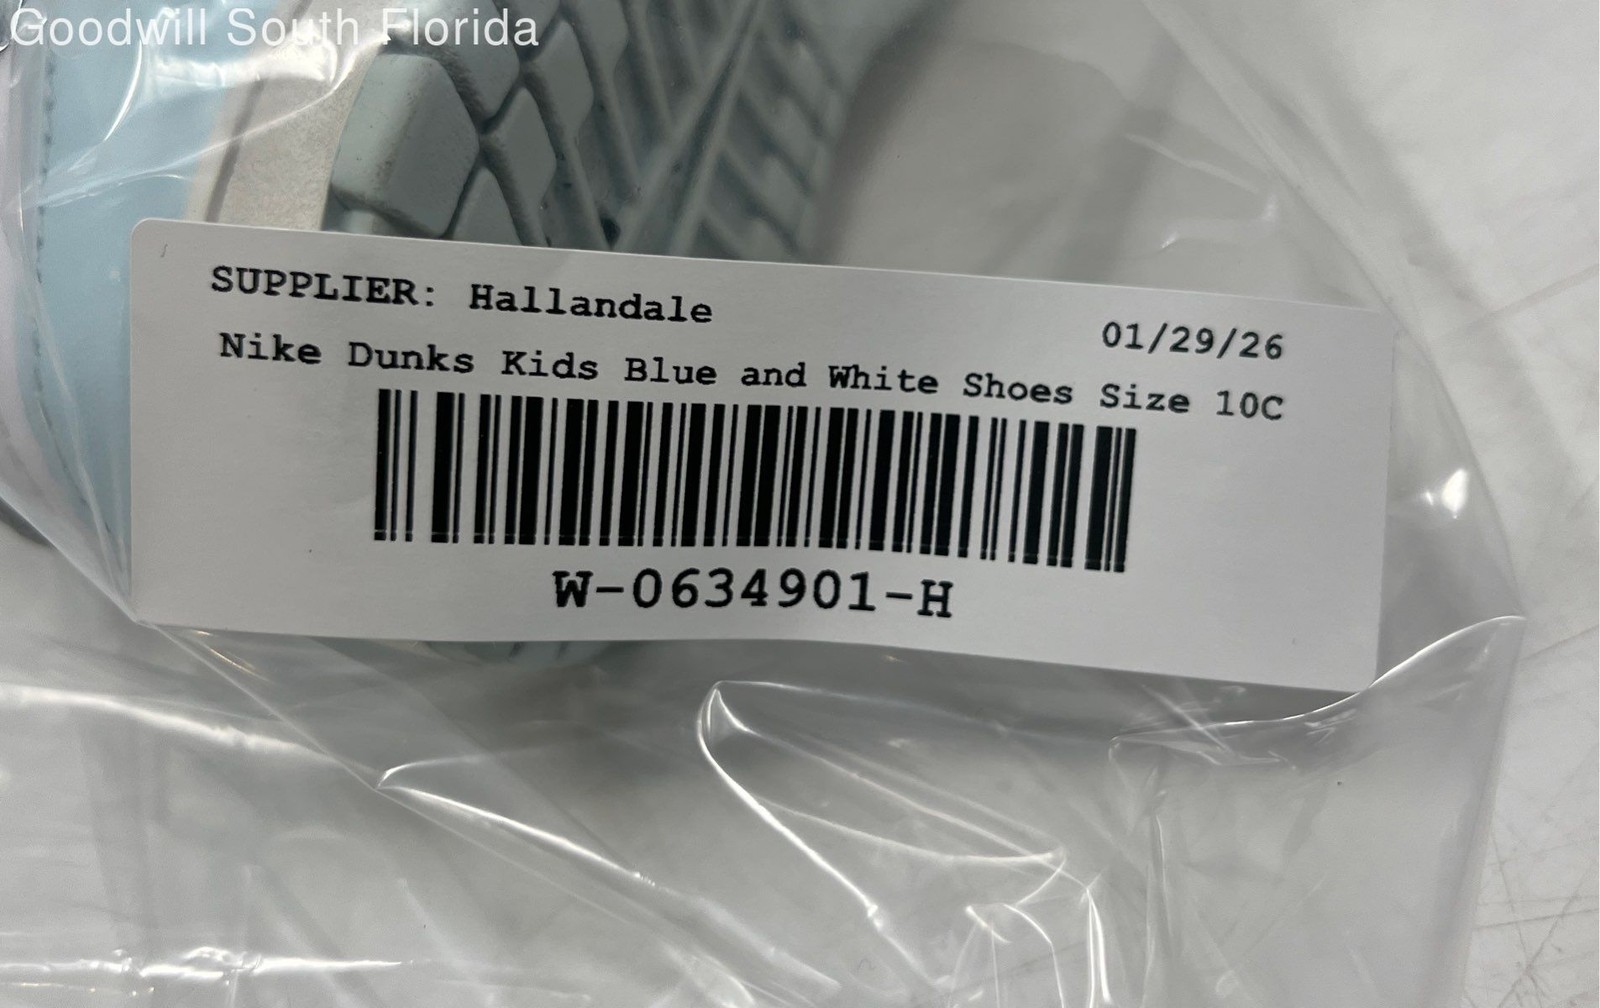 Goodwill South Florida
SUPPLIER: Hallandale
01/29/26
Nike Dunks Kids Blue and White Shoes Size 10C
W-0634901-H